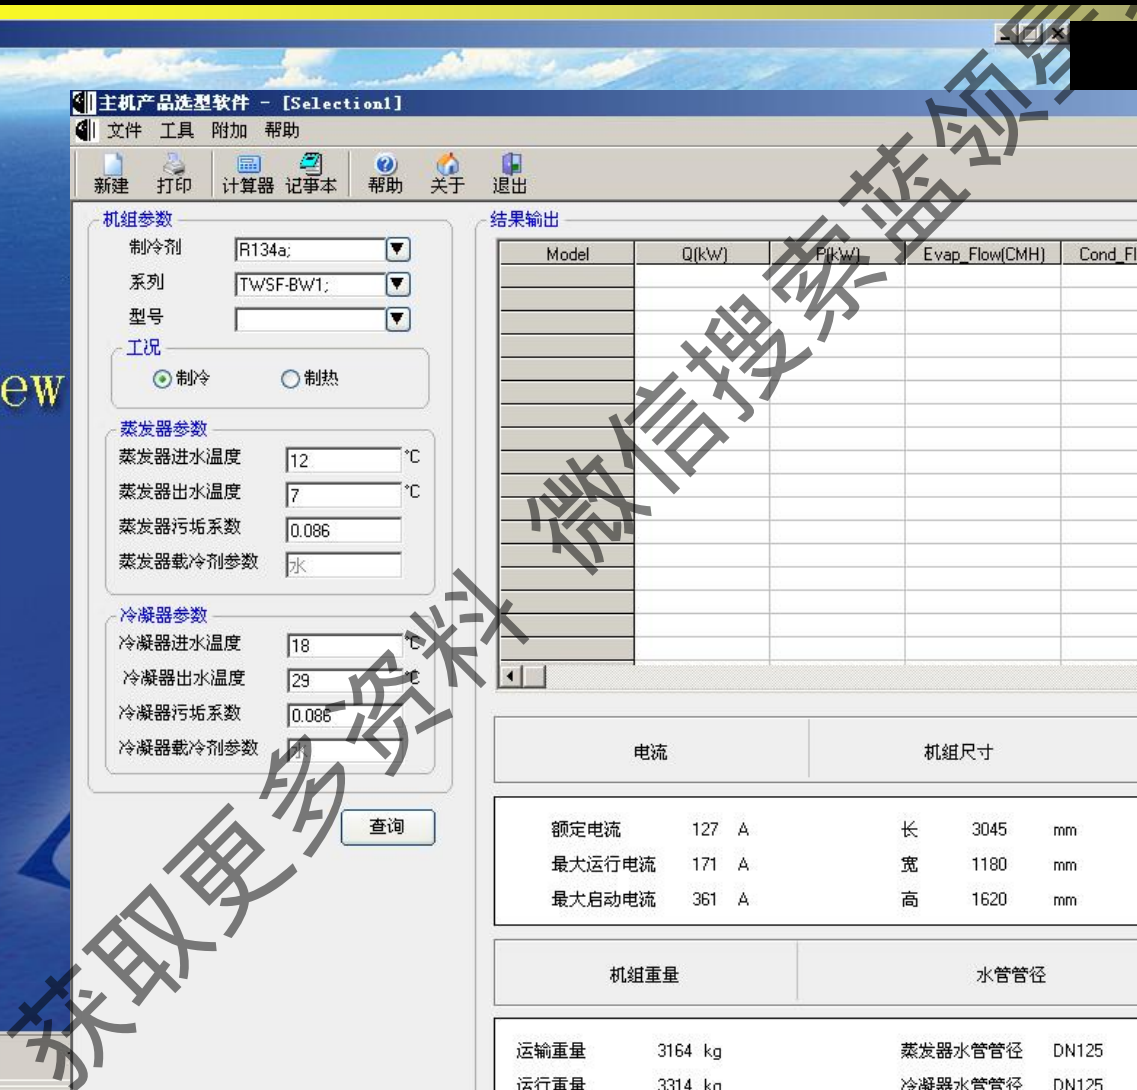 主机产品选型软件 - [Selection1]
文件 工具 附加 帮助
新建 打印 计算器 记事本 帮助 关于 退出
ew
机组参数
制冷剂 R134a;
系列 TWSF-BW1;
型号
工况
制冷 制热
蒸发器参数
蒸发器进水温度 12 ℃
蒸发器出水温度 7 ℃
蒸发器污垢系数 0.086
蒸发器载冷剂参数 水
冷凝器参数
冷凝器进水温度 18 ℃
冷凝器出水温度 29 ℃
冷凝器污垢系数 0.086
冷凝器载冷剂参数 水
查询
结果输出
Model Q(kW) P(kW) Evap_Flow(CMH) Cond_Fl
电流 机组尺寸
额定电流 127 A 长 3045 mm
最大运行电流 171 A 宽 1180 mm
最大启动电流 361 A 高 1620 mm
机组重量 水管管径
运输重量 3164 kg 蒸发器水管管径 DN125
运行重量 3314 kg 冷凝器水管管径 DN125
获取更多资料 微信搜索蓝领星